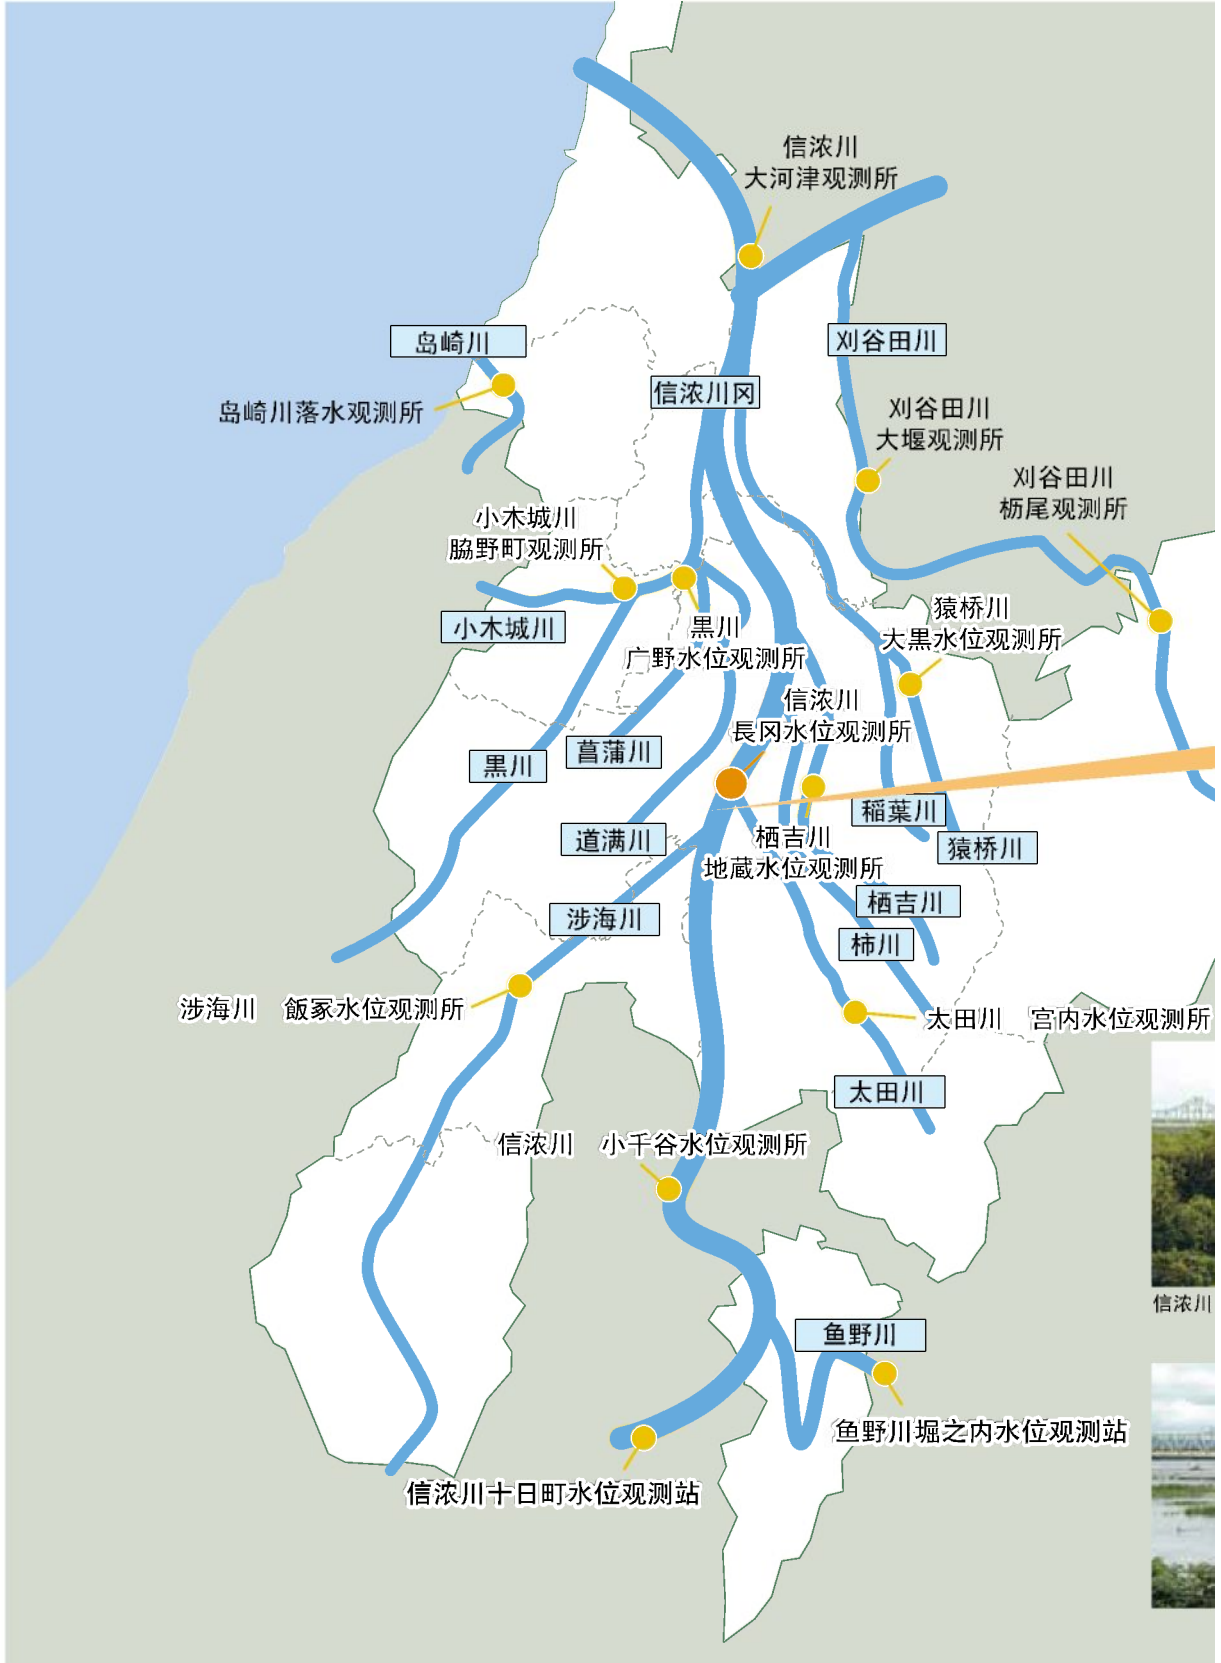 信浓川
大河津观测所
岛崎川
刈谷田川
信浓川冈
岛崎川落水观测所
刈谷田川
大堰观测所
刈谷田川
枥尾观测所
小木城川
脇野町观测所
小木城川
黒川
广野水位观测所
猿桥川
大黒水位观测所
信浓川
長冈水位观测所
黒川
菖蒲川
稲葉川
道满川
栖吉川
地蔵水位观测所
猿桥川
涉海川
栖吉川
柿川
涉海川 飯冢水位观测所
太田川 宫内水位观测所
太田川
信浓川 小千谷水位观测所
信浓川
鱼野川
鱼野川堀之内水位观测站
信浓川十日町水位观测站